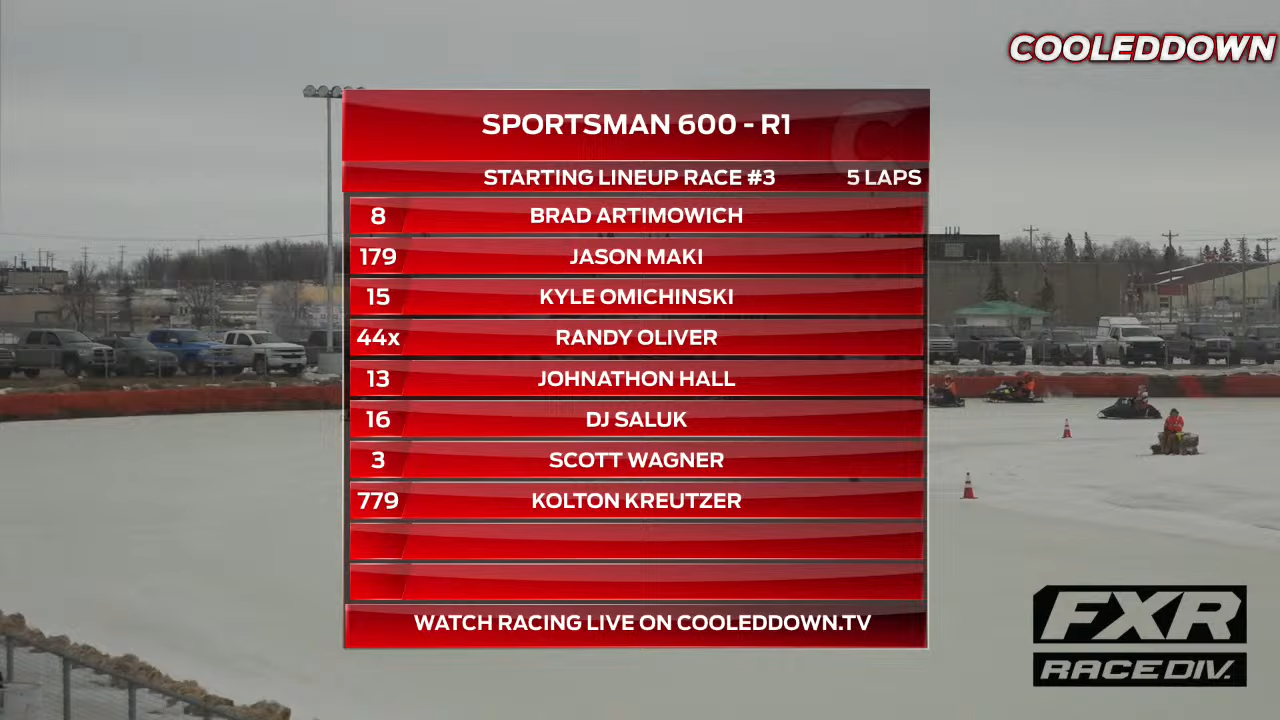 COOLEDDOWN
SPORTSMAN 600 - R1
STARTING LINEUP RACE #3 5 LAPS
8 BRAD ARTIMOWICH
179 JASON MAKI
15 KYLE OMICHINSKI
44x RANDY OLIVER
13 JOHNATHON HALL
16 DJ SALUK
3 SCOTT WAGNER
779 KOLTON KREUTZER
WATCH RACING LIVE ON COOLEDDOWN.TV
FXR
RACE DIV.